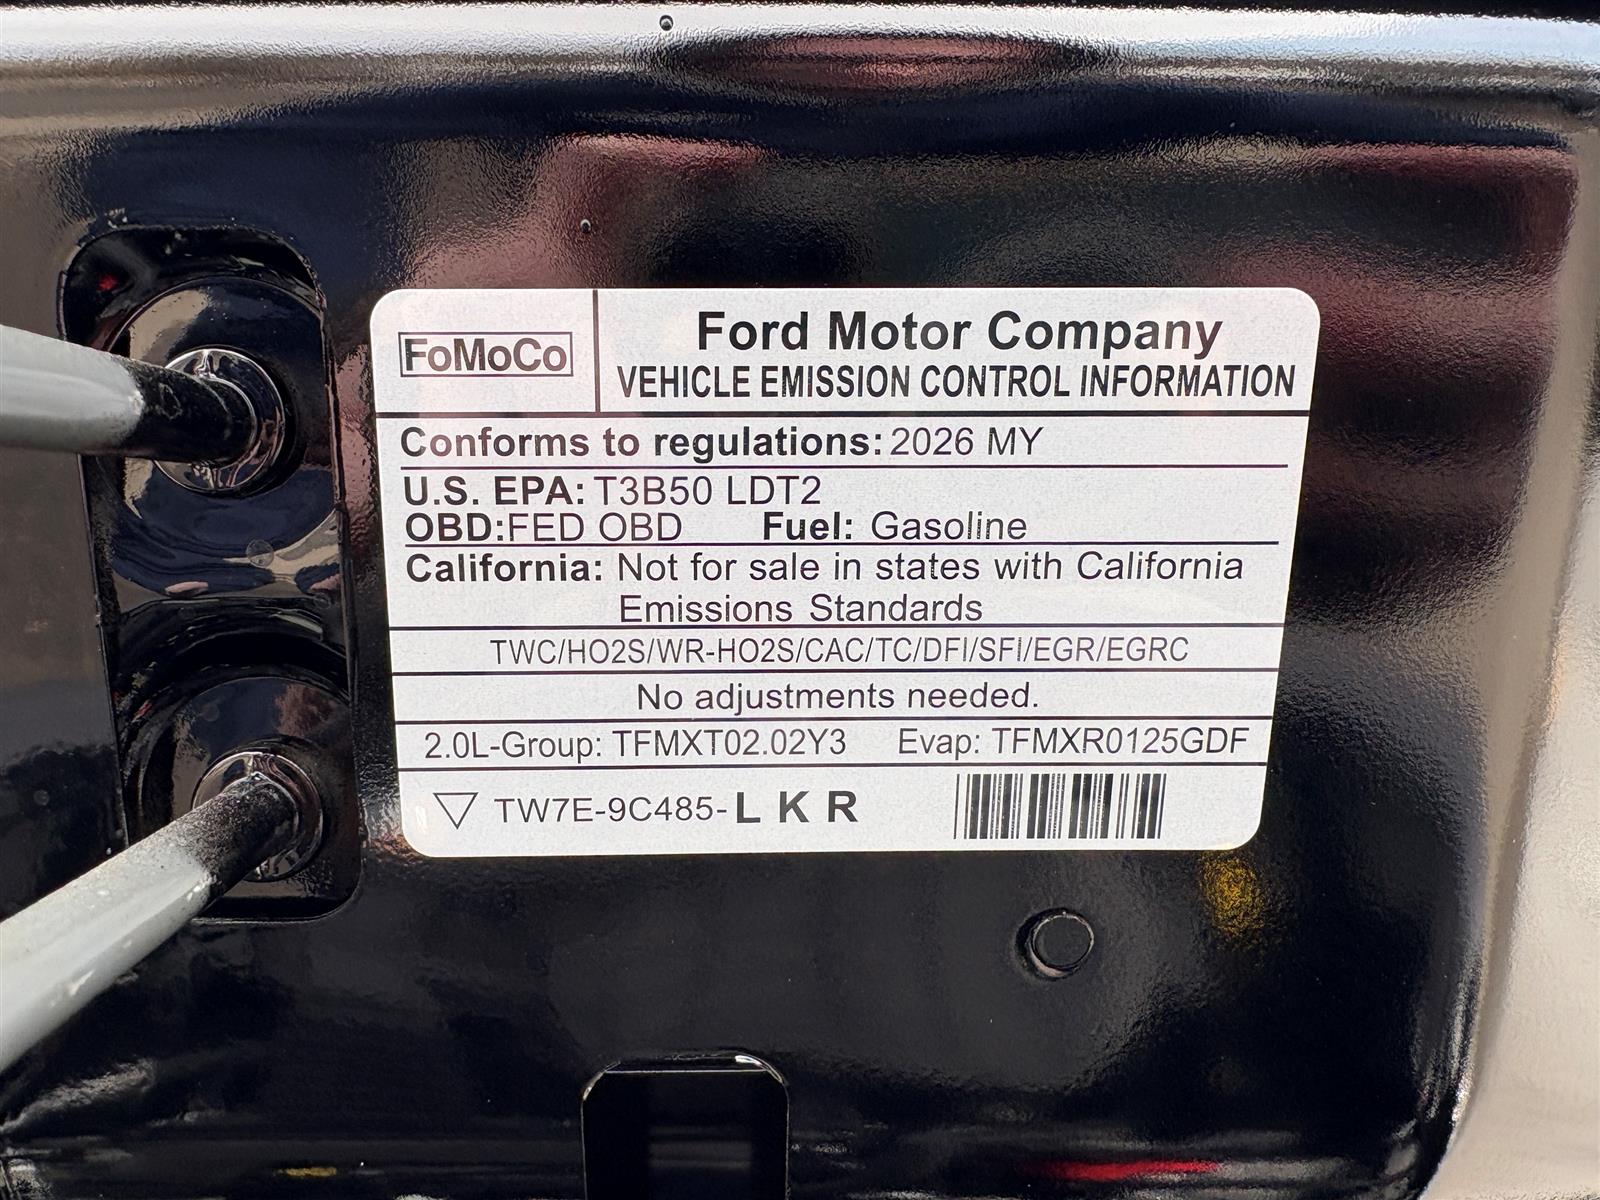 FoMoCo
Ford Motor Company
VEHICLE EMISSION CONTROL INFORMATION
Conforms to regulations: 2026 MY
U.S. EPA: T3B50 LDT2
OBD:FED OBD Fuel: Gasoline
California: Not for sale in states with California
Emissions Standards
TWC/HO2S/WR-HO2S/CAC/TC/DFI/SFI/EGR/EGRC
No adjustments needed.
2.0L-Group: TFMXT02.02Y3 Evap: TFMXR0125GDF
TW7E-9C485-L K R